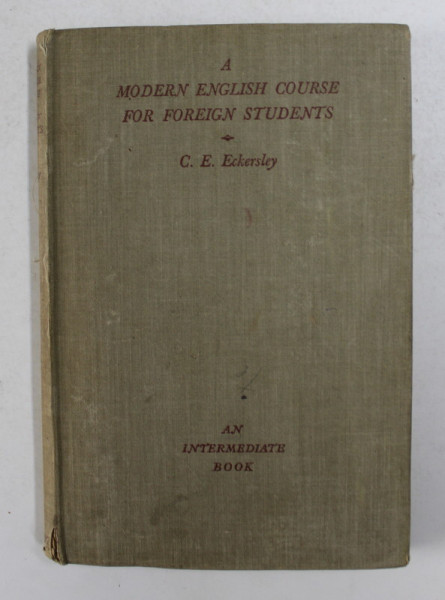 A
MODERN ENGLISH COURSE
FOR FOREIGN STUDENTS
C. E. Eckersley
AN
INTERMEDIATE
BOOK